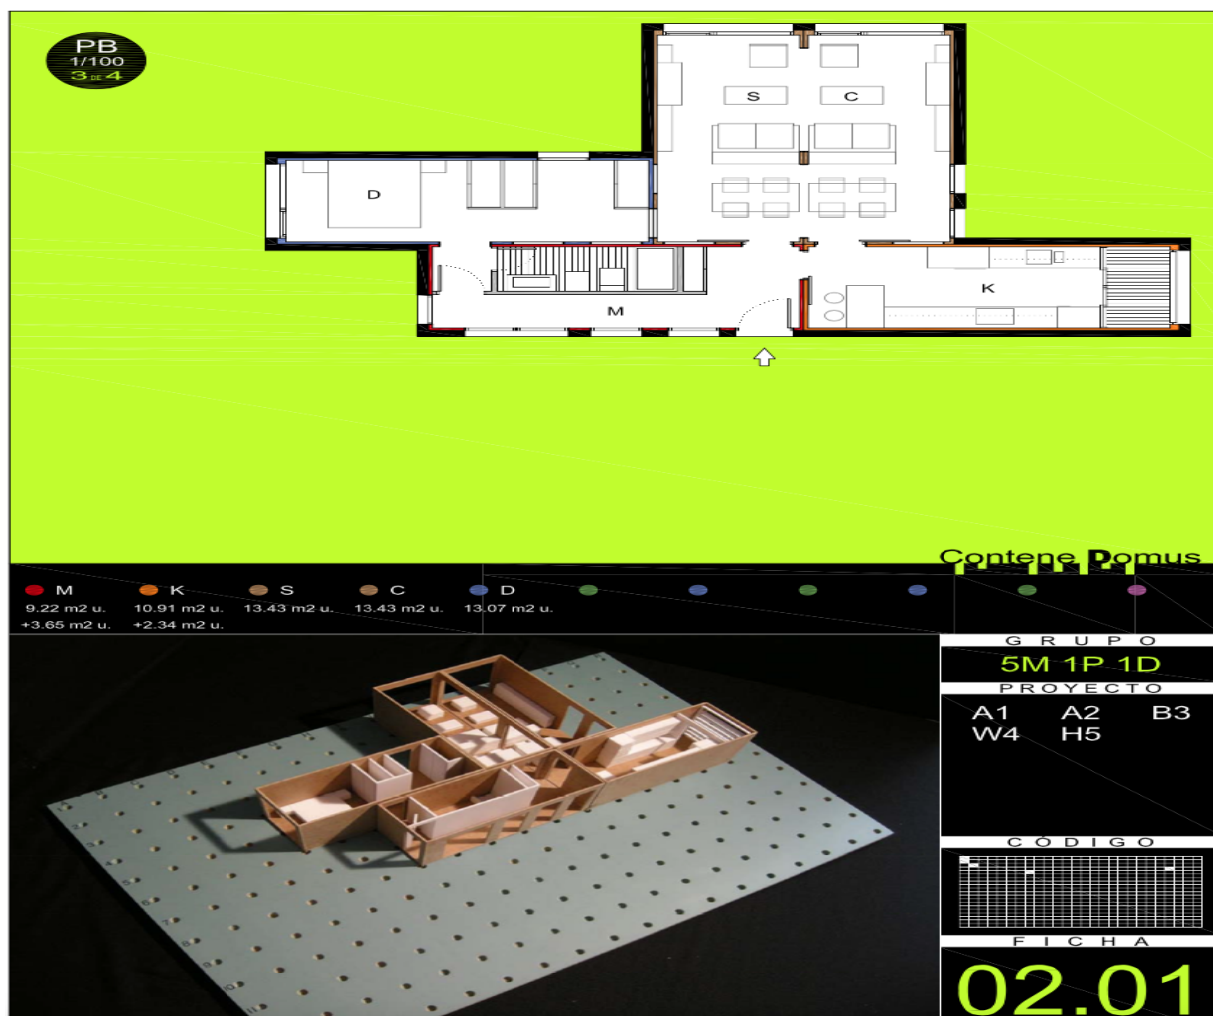 PB
1/100
3 DE 4
S
C
D
K
M
Contene Domus
M
K
S
C
D
9.22 m2 u.
10.91 m2 u.
13.43 m2 u.
13.43 m2 u.
13.07 m2 u.
+3.65 m2 u.
+2.34 m2 u.
GRUPO
5M 1P 1D
PROYECTO
A1 A2 B3
W4 H5
CÓDIGO
FICHA
02.01